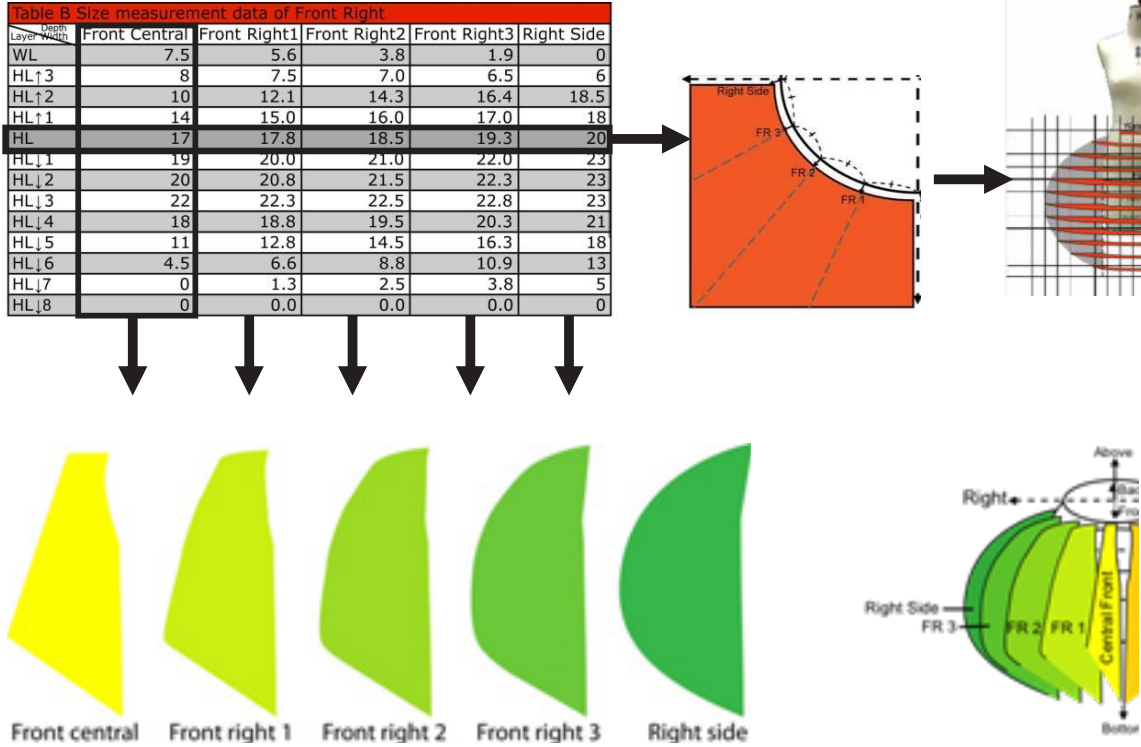 Table B Size measurement data of Front Right
Depth
Layer Width Front Central Front Right1 Front Right2 Front Right3 Right Side
WL 7.5 5.6 3.8 1.9 0
HL↑3 8 7.5 7.0 6.5 6
HL↑2 10 12.1 14.3 16.4 18.5
HL↑1 14 15.0 16.0 17.0 18
HL 17 17.8 18.5 19.3 20
HL↓1 19 20.0 21.0 22.0 23
HL↓2 20 20.8 21.5 22.3 23
HL↓3 22 22.3 22.5 22.8 23
HL↓4 18 18.8 19.5 20.3 21
HL↓5 11 12.8 14.5 16.3 18
HL↓6 4.5 6.6 8.8 10.9 13
HL↓7 0 1.3 2.5 3.8 5
HL↓8 0 0.0 0.0 0.0 0
Right Side
FR 3
FR 2
FR 1
Above
Right
Right Side
FR 3
FR 2
FR 1
Central Front
Front central Front right 1 Front right 2 Front right 3 Right side